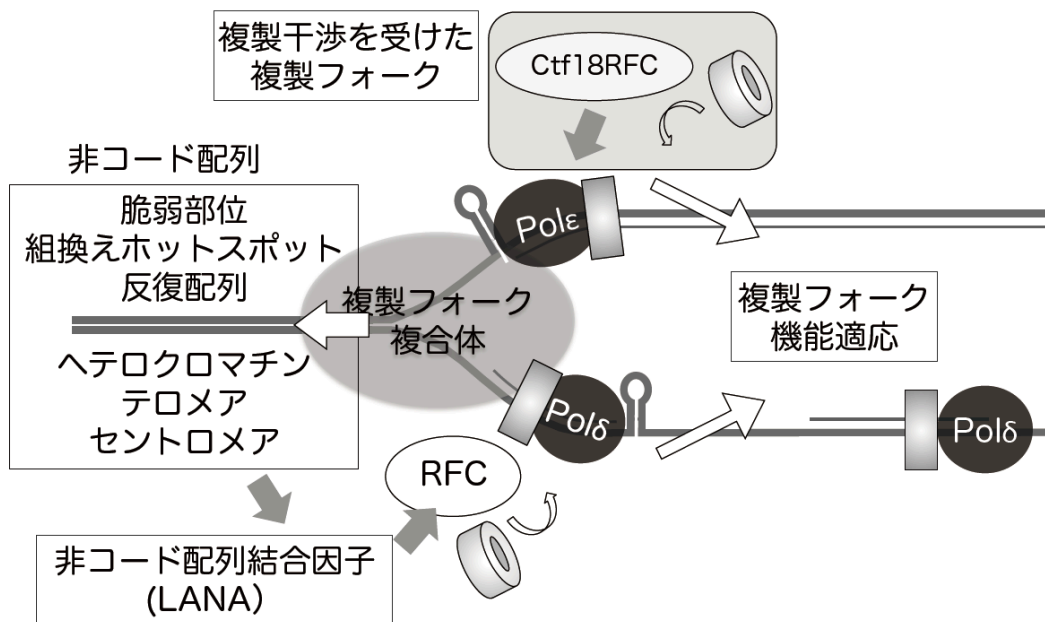 複製干渉を受けた
複製フォーク
Ctf18RFC
非コード配列
脆弱部位
組換えホットスポット
反復配列
ヘテロクロマチン
テロメア
セントロメア
複製フォーク
複合体
Polε
Polδ
複製フォーク
機能適応
Polδ
RFC
非コード配列結合因子
(LANA）